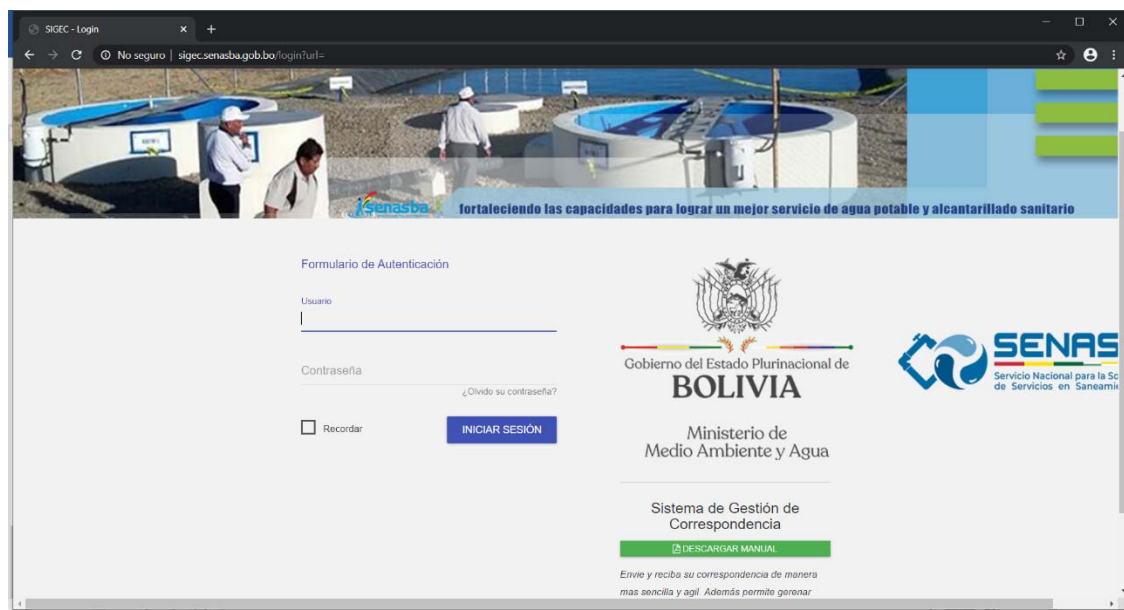 SIGEC - Login
No seguro | sigec.senasba.gob.bo/login?url=
senasba
fortaleciendo las capacidades para lograr un mejor servicio de agua potable y alcantarillado sanitario
Formulario de Autenticación
Usuario
Contraseña
¿Olvido su contraseña?
Recordar
INICIAR SESIÓN
Gobierno del Estado Plurinacional de
BOLIVIA
Ministerio de
Medio Ambiente y Agua
SENAS
Servicio Nacional para la So
de Servicios en Saneamie
Sistema de Gestión de
Correspondencia
DESCARGAR MANUAL
Envie y reciba su correspondencia de manera
mas sencilla y agil. Además permite gerenar